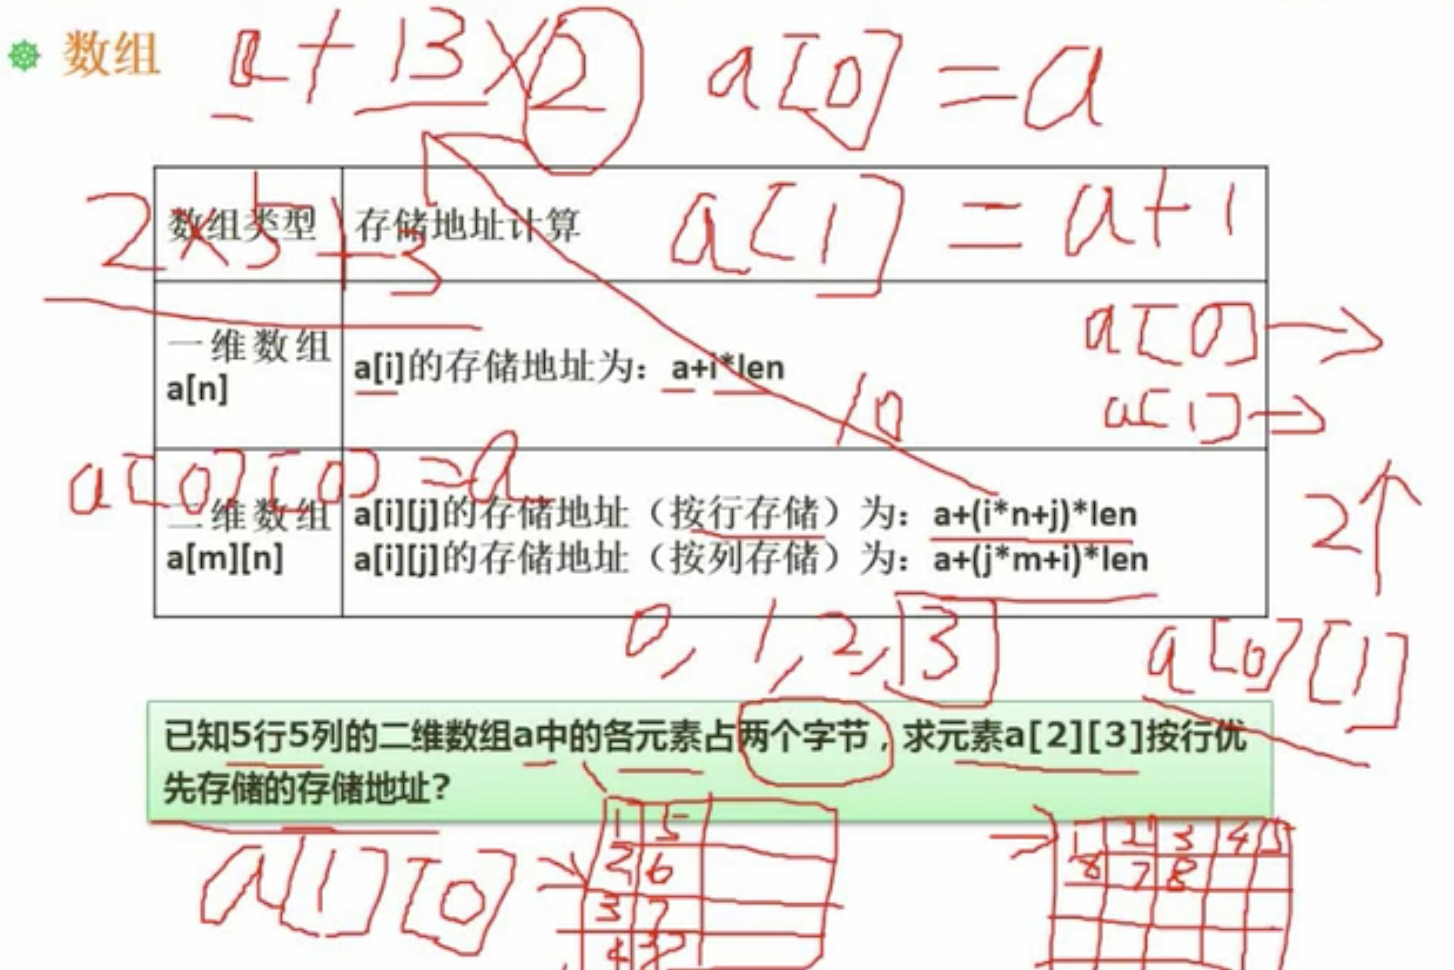 数组
a+13×2
a[0]=a
数组类型
存储地址计算
2×5+3
a[1]=a+1
一维数组
a[n]
a[i]的存储地址为：a+i*len
a[0]
a[1]
10
a[0][0]=a
二维数组
a[m][n]
a[i][j]的存储地址（按行存储）为：a+(i*n+j)*len
a[i][j]的存储地址（按列存储）为：a+(j*m+i)*len
2
0, 1, 2, 3
a[0][1]
已知5行5列的二维数组a中的各元素占两个字节，求元素a[2][3]按行优
先存储的存储地址？
a[1][0]
1 5
2 6
3 7
1 2 3 4 5
8 7 8